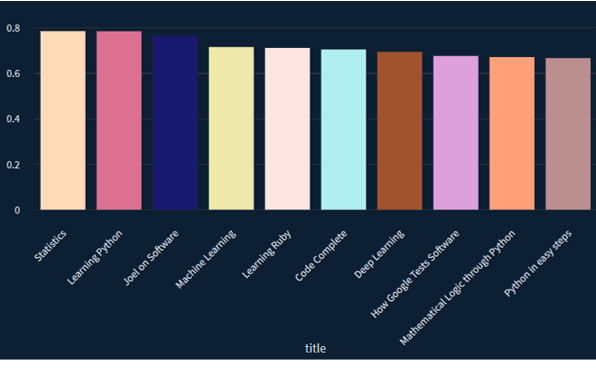 0.8
0.6
0.4
0.2
0
Statistics
Learning Python
Joel on Software
Machine Learning
Learning Ruby
Code Complete
Deep Learning
How Google Tests Software
Mathematical Logic through Python
Python in easy steps
title